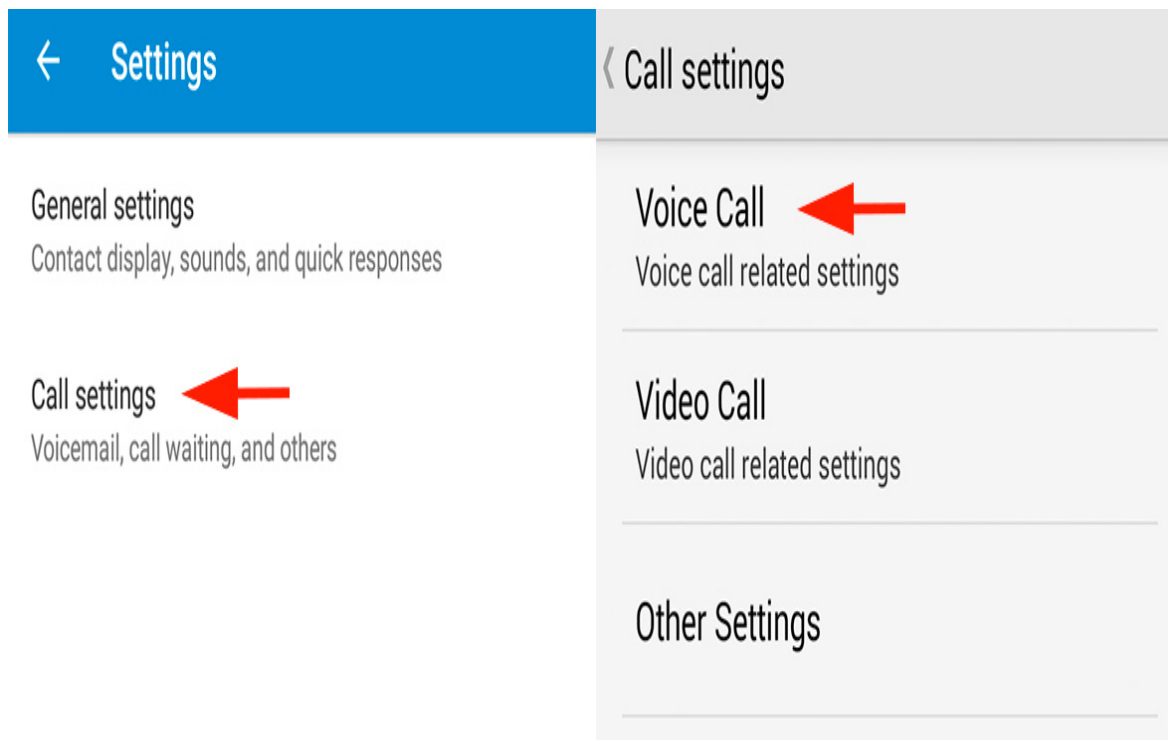 Settings
General settings
Contact display, sounds, and quick responses
Call settings
Voicemail, call waiting, and others
Call settings
Voice Call
Voice call related settings
Video Call
Video call related settings
Other Settings